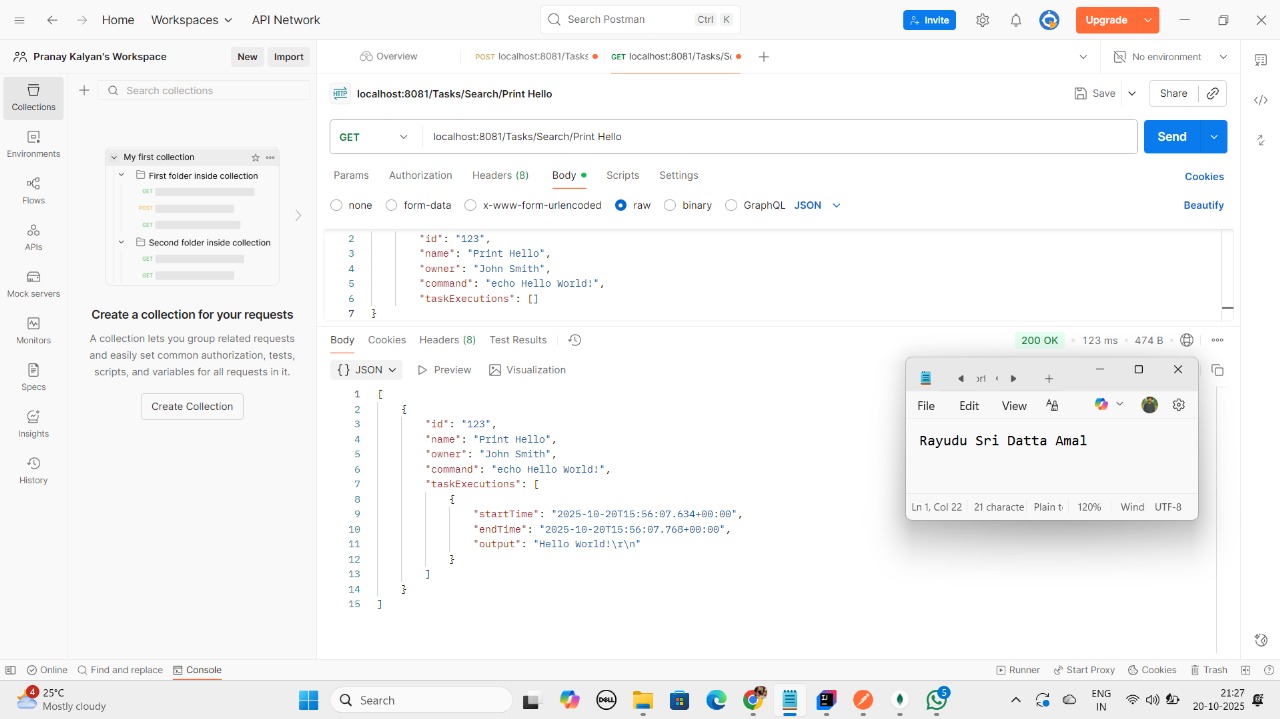 Home Workspaces API Network Search Postman Ctrl K Invite Upgrade
Pranay Kalyan's Workspace New Import Overview POST localhost:8081/Tasks GET localhost:8081/Tasks/Se No environment
Collections
Search collections
localhost:8081/Tasks/Search/Print Hello Save Share
GET localhost:8081/Tasks/Search/Print Hello Send
Params Authorization Headers (8) Body Scripts Settings Cookies
none form-data x-www-form-urlencoded raw binary GraphQL JSON Beautify
2 "id": "123",
3 "name": "Print Hello",
4 "owner": "John Smith",
5 "command": "echo Hello World!",
6 "taskExecutions": []
7 }
Environments
Flows
APIs
Mock servers
Monitors
Specs
Insights
History
My first collection
First folder inside collection
GET
POST
GET
Second folder inside collection
GET
GET
Create a collection for your requests
A collection lets you group related requests
and easily set common authorization, tests,
scripts, and variables for all requests in it.
Create Collection
Body Cookies Headers (8) Test Results 200 OK 123 ms 474 B
{} JSON Preview Visualization
1 [
2 {
3 "id": "123",
4 "name": "Print Hello",
5 "owner": "John Smith",
6 "command": "echo Hello World!",
7 "taskExecutions": [
8 {
9 "startTime": "2025-10-20T15:56:07.634+00:00",
10 "endTime": "2025-10-20T15:56:07.768+00:00",
11 "output": "Hello World!\r\n"
12 }
13 ]
14 }
15 ]
File Edit View
Rayudu Sri Datta Amal
Ln 1, Col 22 21 characte Plain t 120% Wind UTF-8
Online Find and replace Console Runner Start Proxy Cookies Trash
4 25°C
Mostly cloudy
Search
DELL
5
ENG
IN
21:27
20-10-2025